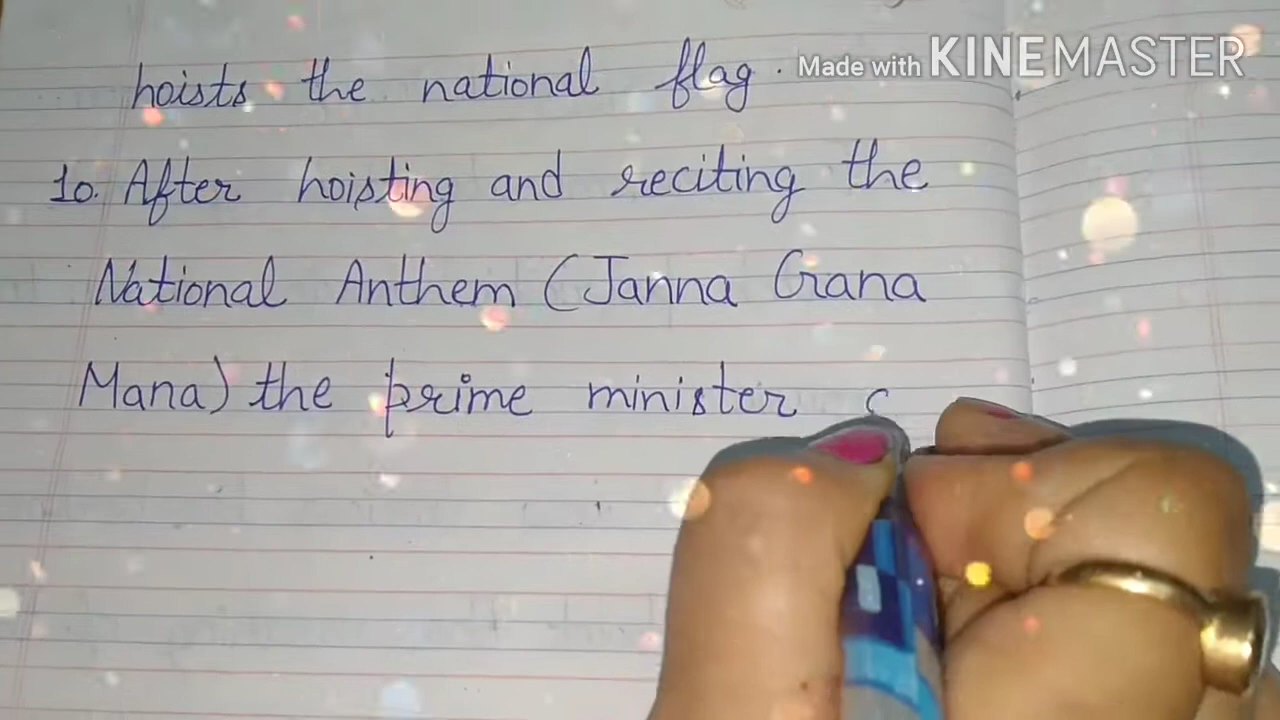 Made with KINEMASTER
hoists the national flag.
10. After hoisting and reciting the
National Anthem (Janna Gana
Mana) the prime minister